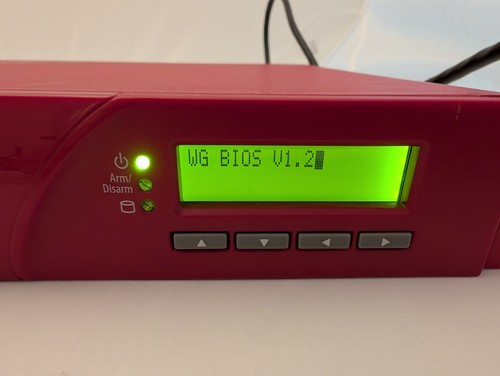 WG BIOS V1.2
Arm/
Disarm